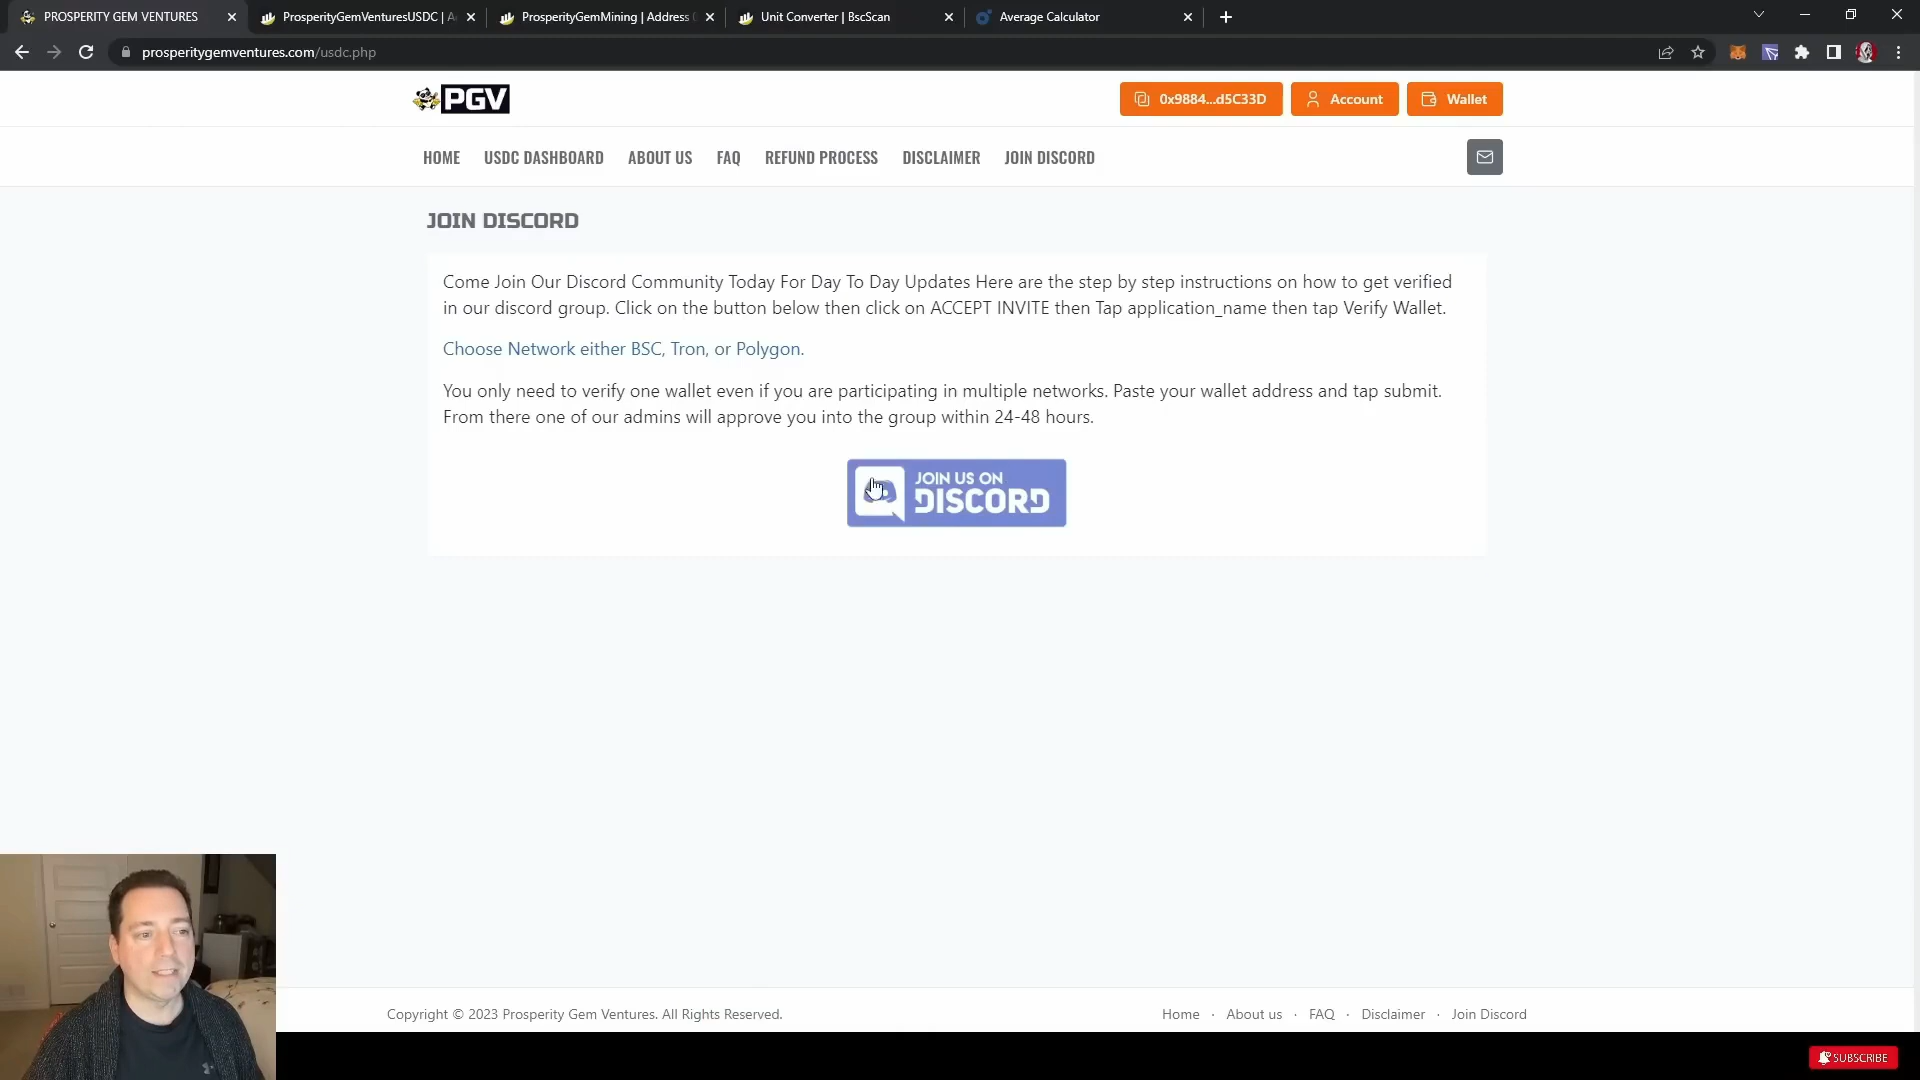 PROSPERITY GEM VENTURES
ProsperityGemVenturesUSDC | A
ProsperityGemMining | Address
Unit Converter | BscScan
Average Calculator
prosperitygemventures.com/usdc.php
PGV
0x9884...d5C33D
Account
Wallet
HOME
USDC DASHBOARD
ABOUT US
FAQ
REFUND PROCESS
DISCLAIMER
JOIN DISCORD
JOIN DISCORD
Come Join Our Discord Community Today For Day To Day Updates Here are the step by step instructions on how to get verified
in our discord group. Click on the button below then click on ACCEPT INVITE then Tap application_name then tap Verify Wallet.
Choose Network either BSC, Tron, or Polygon.
You only need to verify one wallet even if you are participating in multiple networks. Paste your wallet address and tap submit.
From there one of our admins will approve you into the group within 24-48 hours.
JOIN US ON
DISCORD
Copyright © 2023 Prosperity Gem Ventures. All Rights Reserved.
Home · About us · FAQ · Disclaimer · Join Discord
SUBSCRIBE